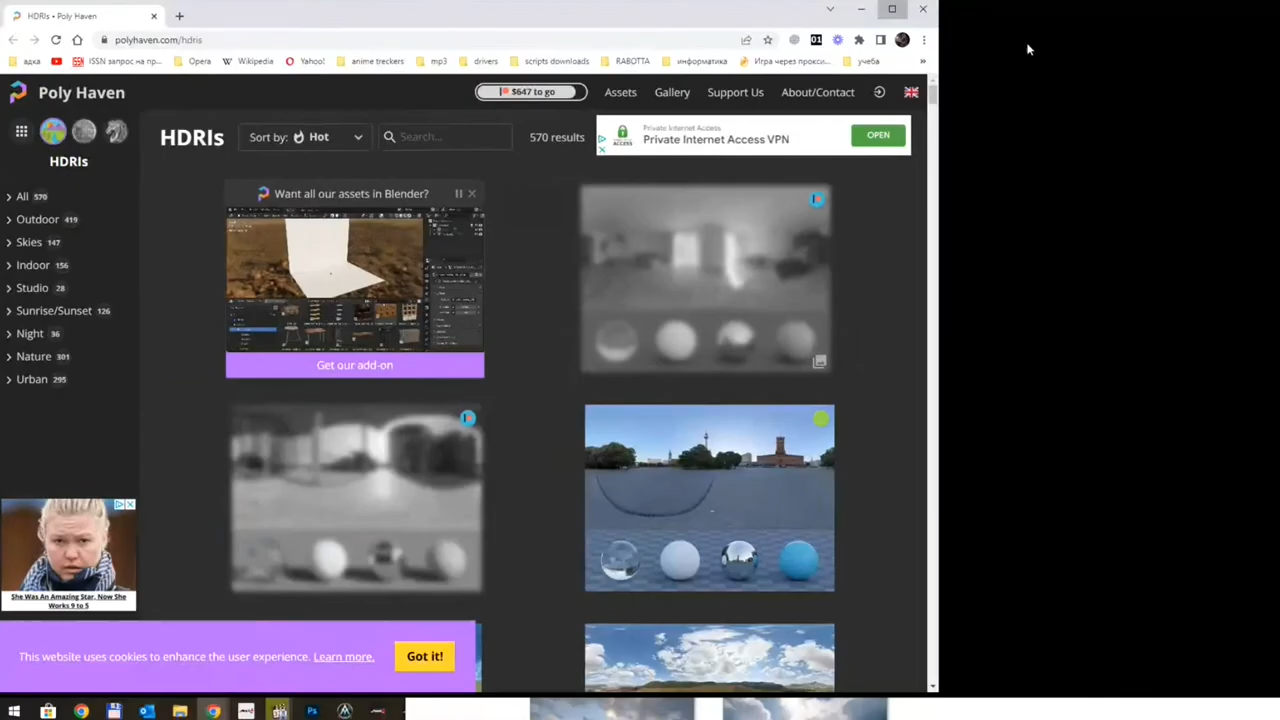 HDRIs • Poly Haven
polyhaven.com/hdris
адка
ISSN запрос на пр...
Opera
Wikipedia
Yahoo!
anime treckers
mp3
drivers
scripts downloads
RABOTTA
информатика
Игра через прокси...
учеба
Poly Haven
$647 to go
Assets
Gallery
Support Us
About/Contact
HDRIs
HDRIs
Sort by: Hot
Search...
570 results
Private Internet Access
Private Internet Access VPN
OPEN
All 570
Outdoor 419
Skies 147
Indoor 156
Studio 28
Sunrise/Sunset 126
Night 36
Nature 301
Urban 295
Want all our assets in Blender?
Get our add-on
She Was An Amazing Star, Now She
Works 9 to 5
This website uses cookies to enhance the user experience. Learn more.
Got it!